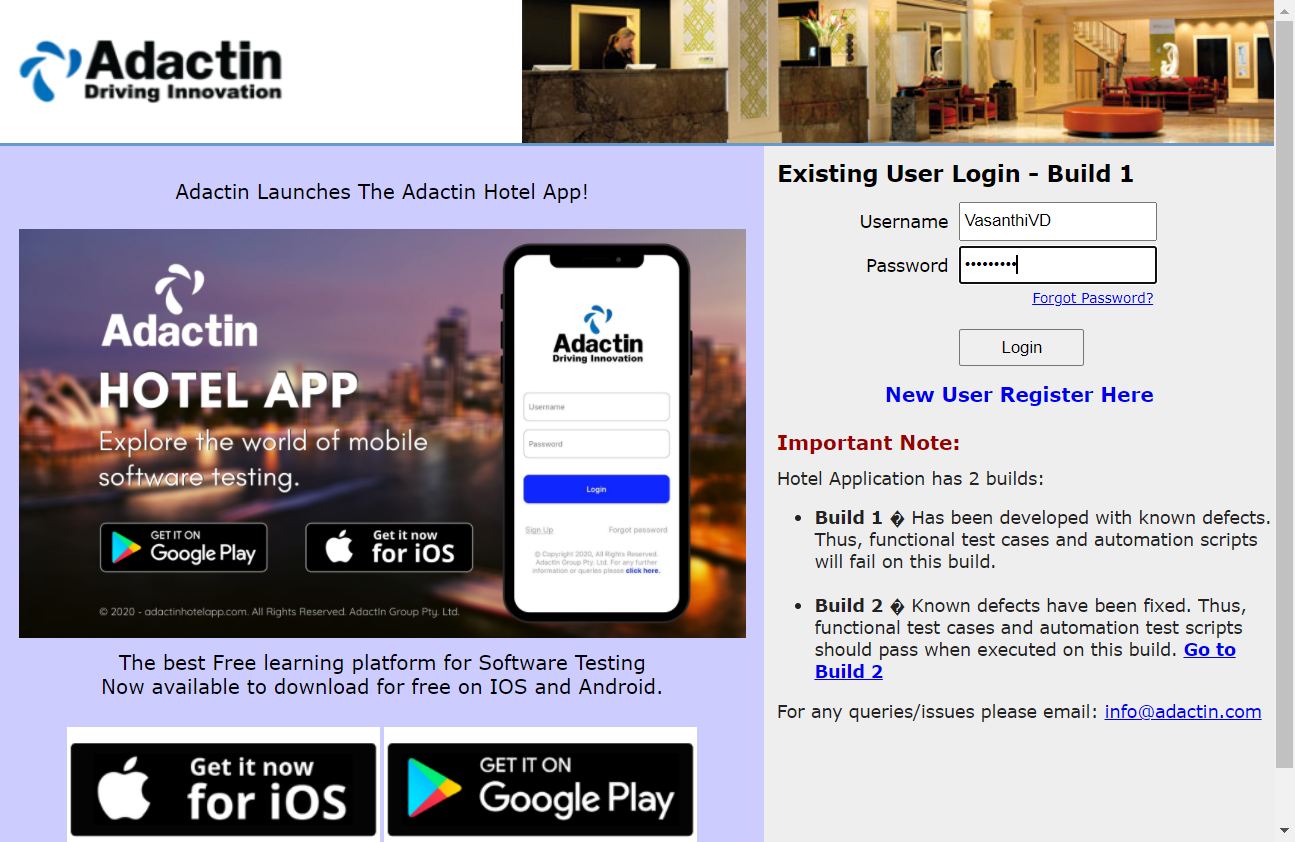 Adactin
Driving Innovation
Adactin Launches The Adactin Hotel App!
Adactin
HOTEL APP
Explore the world of mobile
software testing.
GET IT ON
Google Play
Get it now
for iOS
© 2020 - adactinhotelapp.com. All Rights Reserved. Adactin Group Pty. Ltd.
Adactin
Driving Innovation
Username
Password
Login
Sign Up
Forgot password
© Copyright 2020, All Rights Reserved.
Adactin Group Pty. Ltd. For any further
information or queries please click here.
The best Free learning platform for Software Testing
Now available to download for free on IOS and Android.
Get it now
for iOS
GET IT ON
Google Play
Existing User Login - Build 1
Username VasanthiVD
Password •••••••••
Forgot Password?
Login
New User Register Here
Important Note:
Hotel Application has 2 builds:
• Build 1 � Has been developed with known defects.
Thus, functional test cases and automation scripts
will fail on this build.
• Build 2 � Known defects have been fixed. Thus,
functional test cases and automation test scripts
should pass when executed on this build. Go to
Build 2
For any queries/issues please email: info@adactin.com